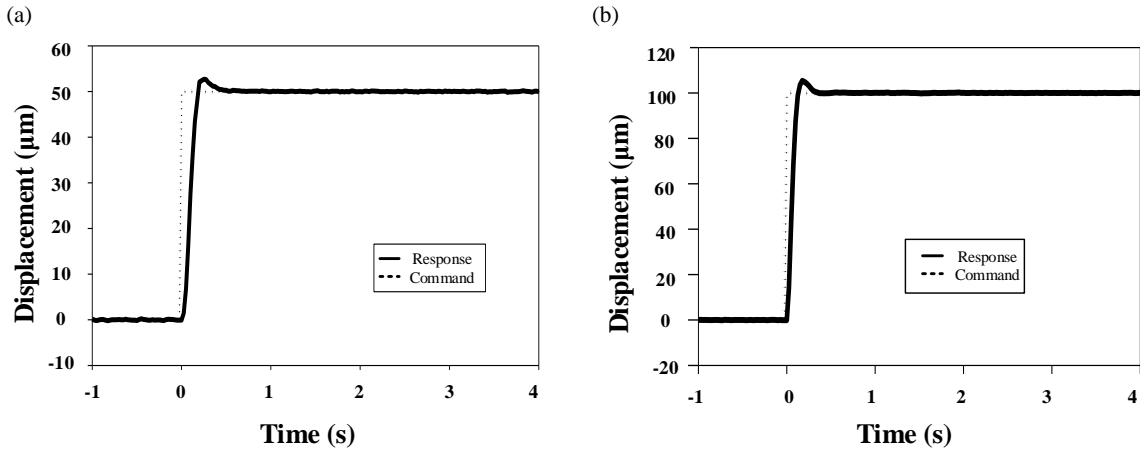 (a)
60
50
40
30
20
10
0
-10
-1 0 1 2 3 4
Displacement (μm)
Time (s)
Response
Command
(b)
120
100
80
60
40
20
0
-20
-1 0 1 2 3 4
Displacement (μm)
Time (s)
Response
Command